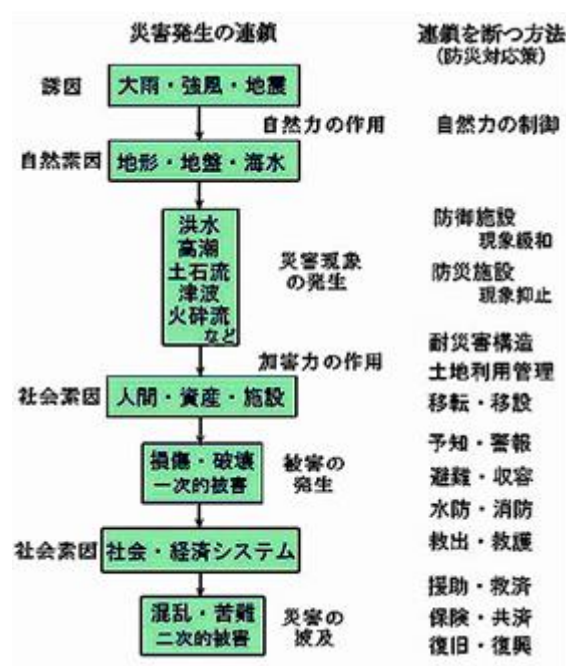 災害発生の連鎖
連鎖を断つ方法
(防災対応策)
誘因
大雨・強風・地震
自然力の作用
自然力の制御
自然素因
地形・地盤・海水
洪水
高潮
土石流
津波
火砕流
など
災害現象
の発生
防御施設
現象緩和
防災施設
現象抑止
加害力の作用
耐災害構造
土地利用管理
移転・移設
社会素因
人間・資産・施設
損傷・破壊
一次的被害
被害の
発生
予知・警報
避難・収容
水防・消防
救出・救護
社会素因
社会・経済システム
混乱・苦難
二次的被害
災害の
波及
援助・救済
保険・共済
復旧・復興